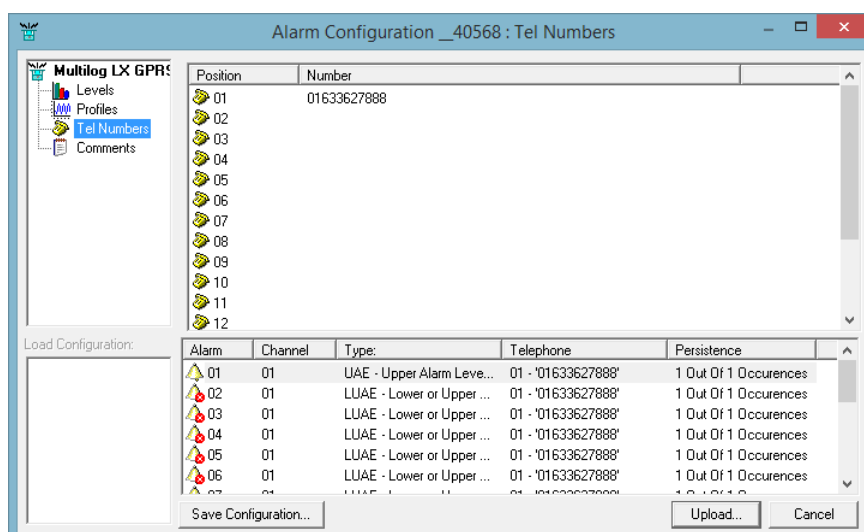 Alarm Configuration __40568 : Tel Numbers
Multilog LX GPRS
Levels
Profiles
Tel Numbers
Comments
Position Number
01 01633627888
02
03
04
05
06
07
08
09
10
11
12
Load Configuration:
Alarm Channel Type: Telephone Persistence
01 01 UAE - Upper Alarm Leve... 01 - '01633627888' 1 Out Of 1 Occurences
02 01 LUAE - Lower or Upper ... 01 - '01633627888' 1 Out Of 1 Occurences
03 01 LUAE - Lower or Upper ... 01 - '01633627888' 1 Out Of 1 Occurences
04 01 LUAE - Lower or Upper ... 01 - '01633627888' 1 Out Of 1 Occurences
05 01 LUAE - Lower or Upper ... 01 - '01633627888' 1 Out Of 1 Occurences
06 01 LUAE - Lower or Upper ... 01 - '01633627888' 1 Out Of 1 Occurences
Save Configuration... Upload... Cancel